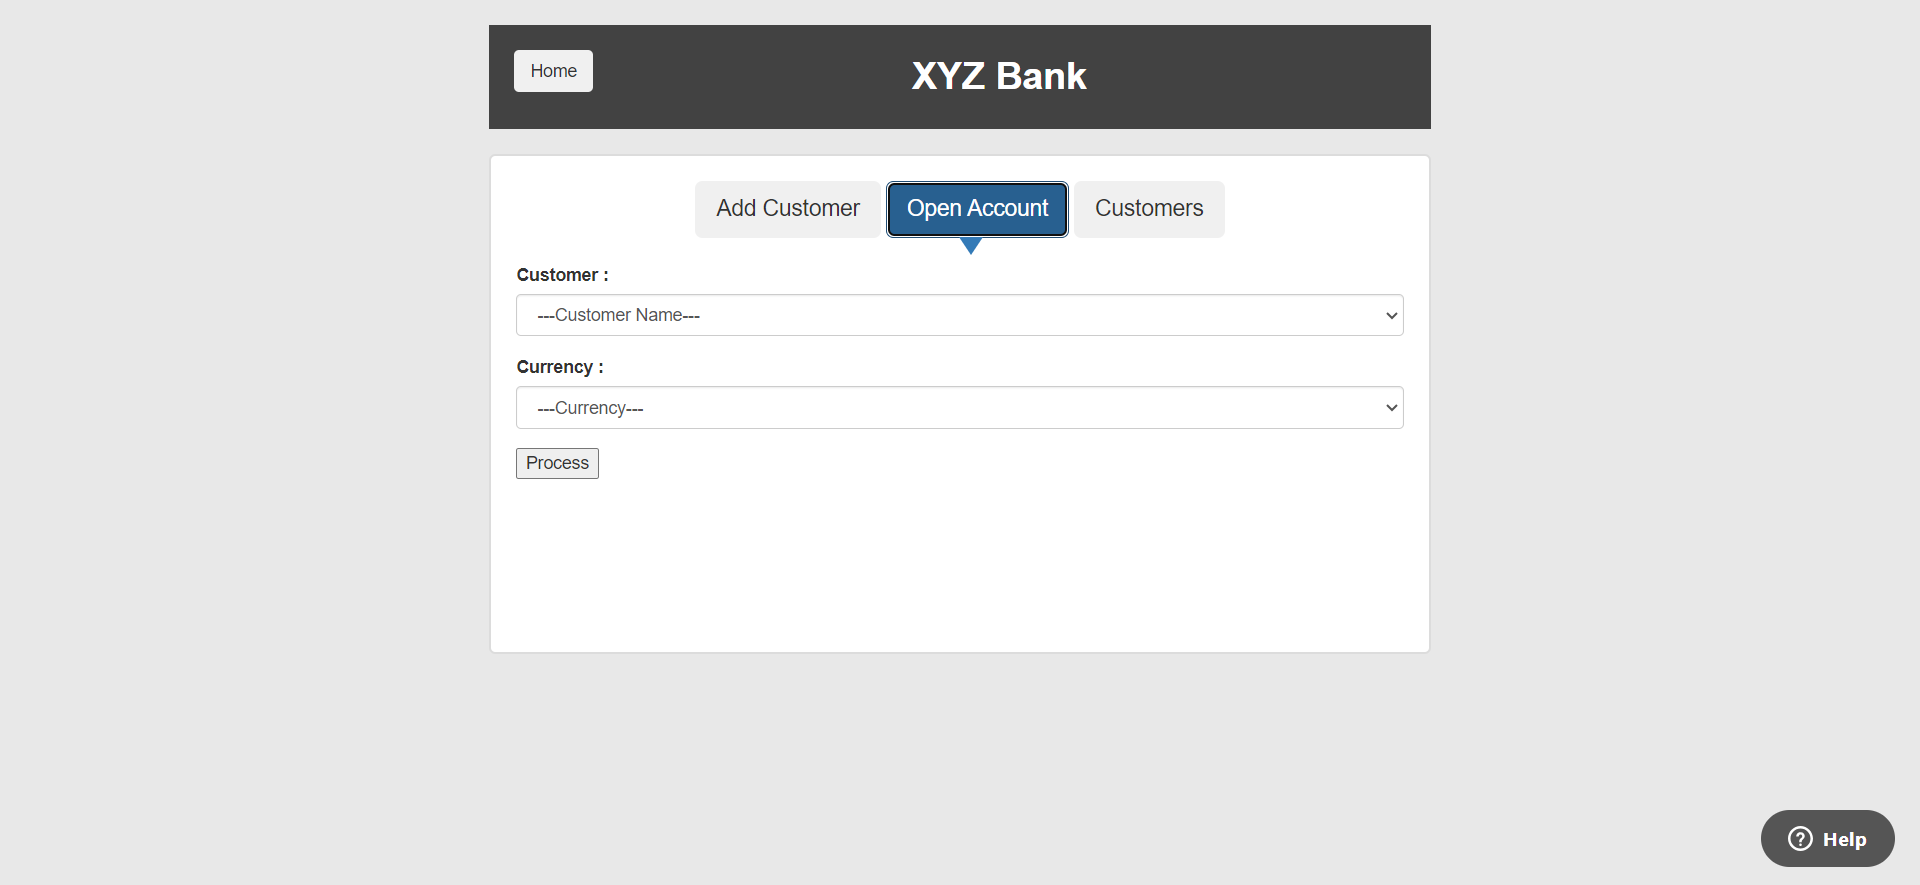 Home
XYZ Bank
Add Customer
Open Account
Customers
Customer :
---Customer Name---
Currency :
---Currency---
Process
Help